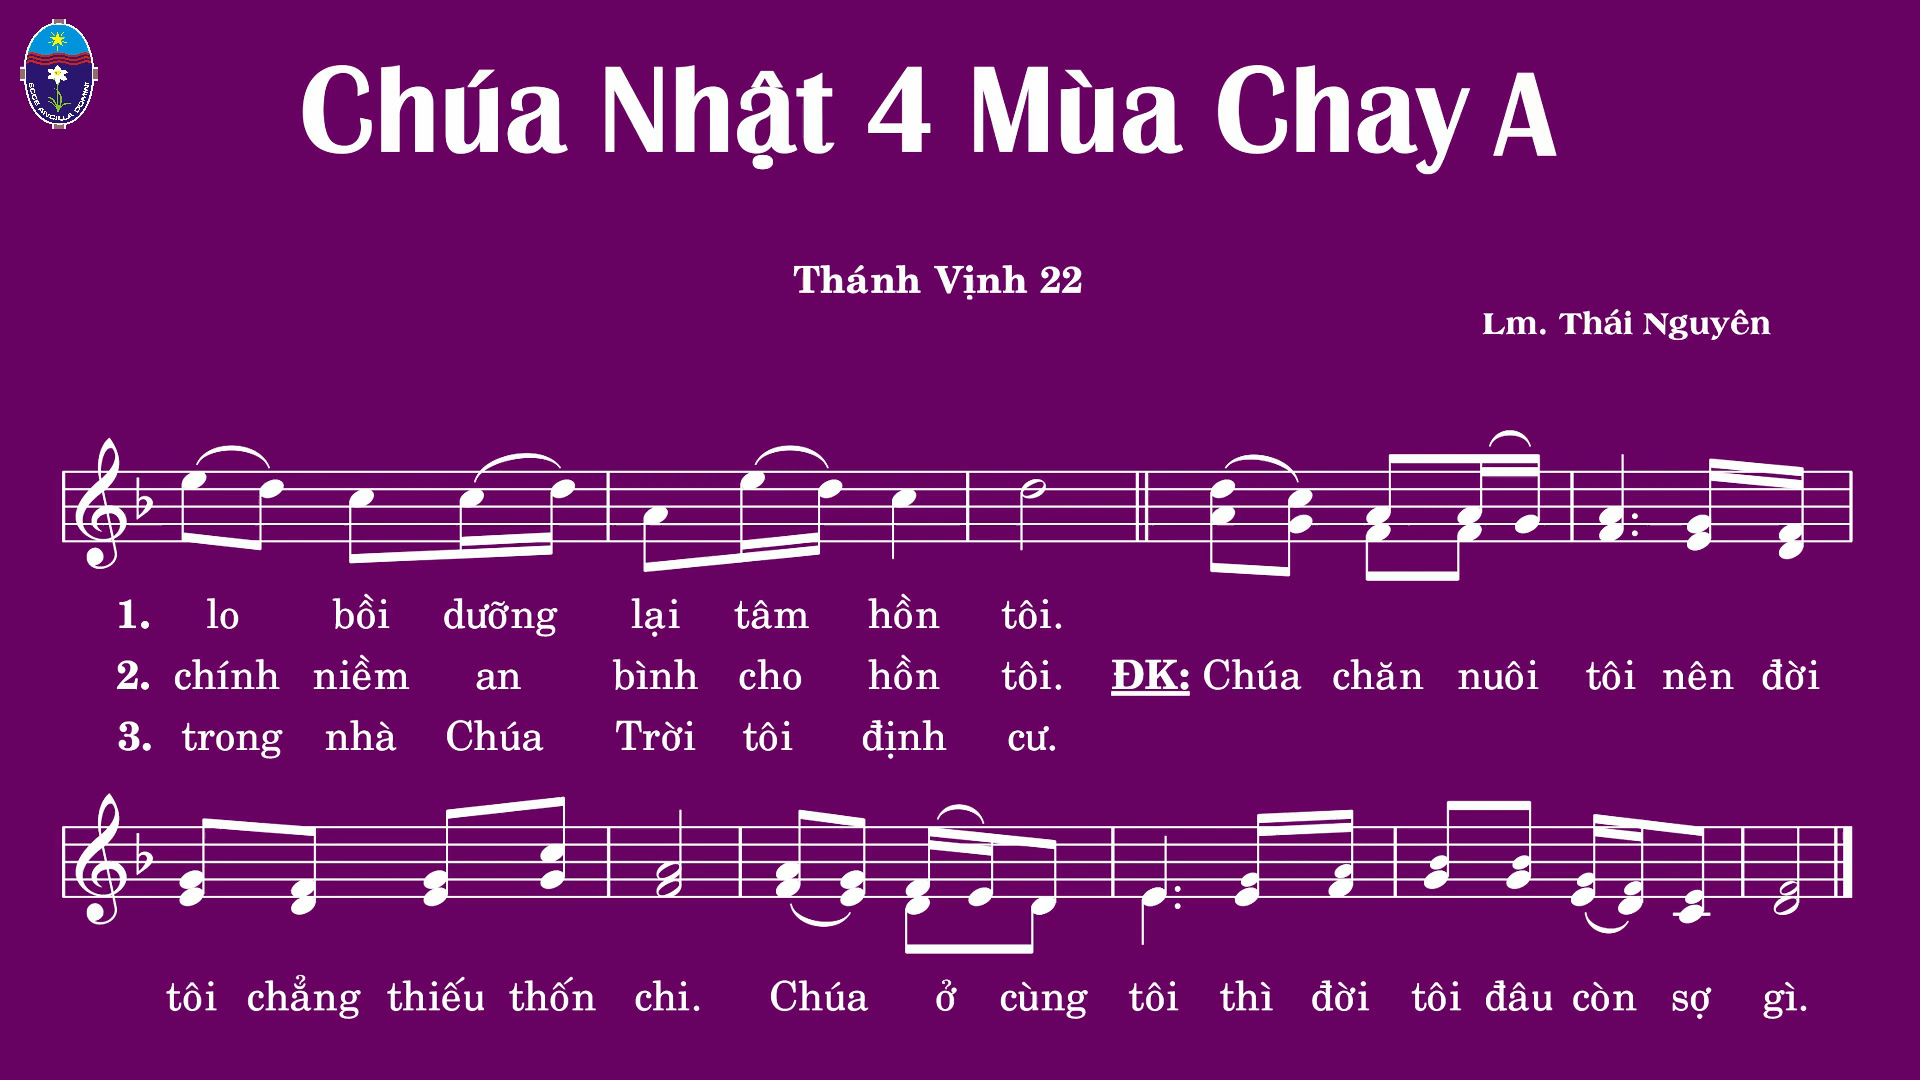 ECCE ANCILLA DOMINI
Chúa Nhật 4 Mùa Chay A
Thánh Vịnh 22
Lm. Thái Nguyên
1. lo bồi dưỡng lại tâm hồn tôi.
2. chính niềm an bình cho hồn tôi. ĐK: Chúa chăn nuôi tôi nên đời
3. trong nhà Chúa Trời tôi định cư.
tôi chẳng thiếu thốn chi. Chúa ở cùng tôi thì đời tôi đâu còn sợ gì.